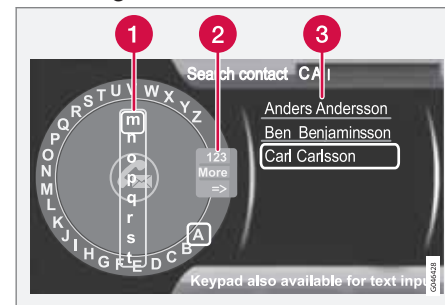 1
2
3
Search contact CA|
A B C D E F G H I J K L M N O P Q R S T U V W X Y Z
m
n
o
p
q
r
s
t
123
More
=>
A
Anders Andersson
Ben Benjaminsson
Carl Carlsson
Keypad also available for text inpu
G046428